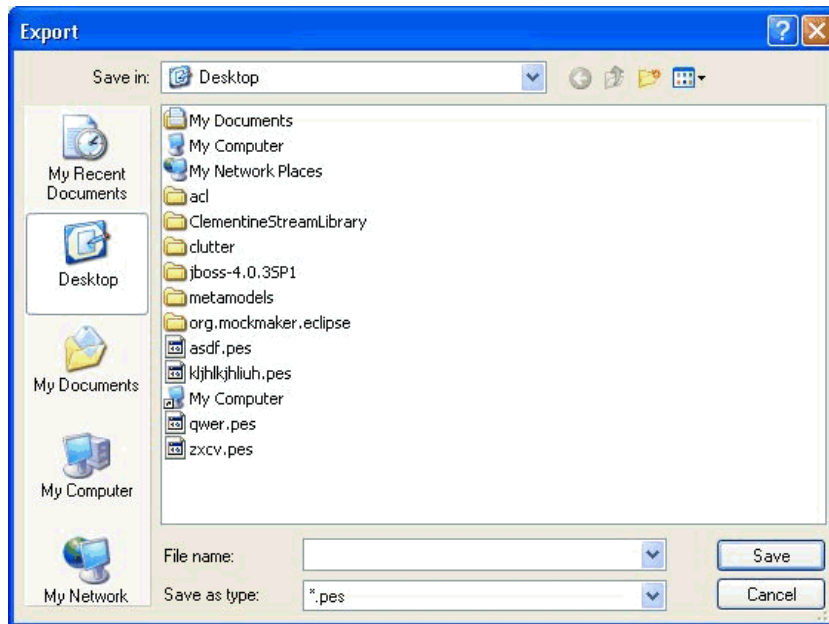 Export
Save in: Desktop
My Recent
Documents
Desktop
My Documents
My Computer
My Network
My Documents
My Computer
My Network Places
acl
ClementineStreamLibrary
clutter
jboss-4.0.3SP1
metamodels
org.mockmaker.eclipse
asdf.pes
kljhlkjhliuh.pes
My Computer
qwer.pes
zxcv.pes
File name:
Save
Save as type: *.pes
Cancel